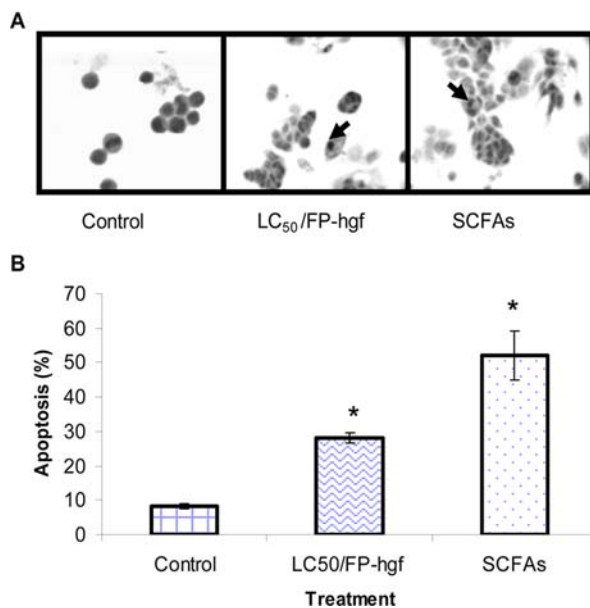 A
Control LC₅₀/FP-hgf SCFAs
B
70
60
50
40
30
20
10
0
Apoptosis (%)
*
*
Control LC50/FP-hgf SCFAs
Treatment